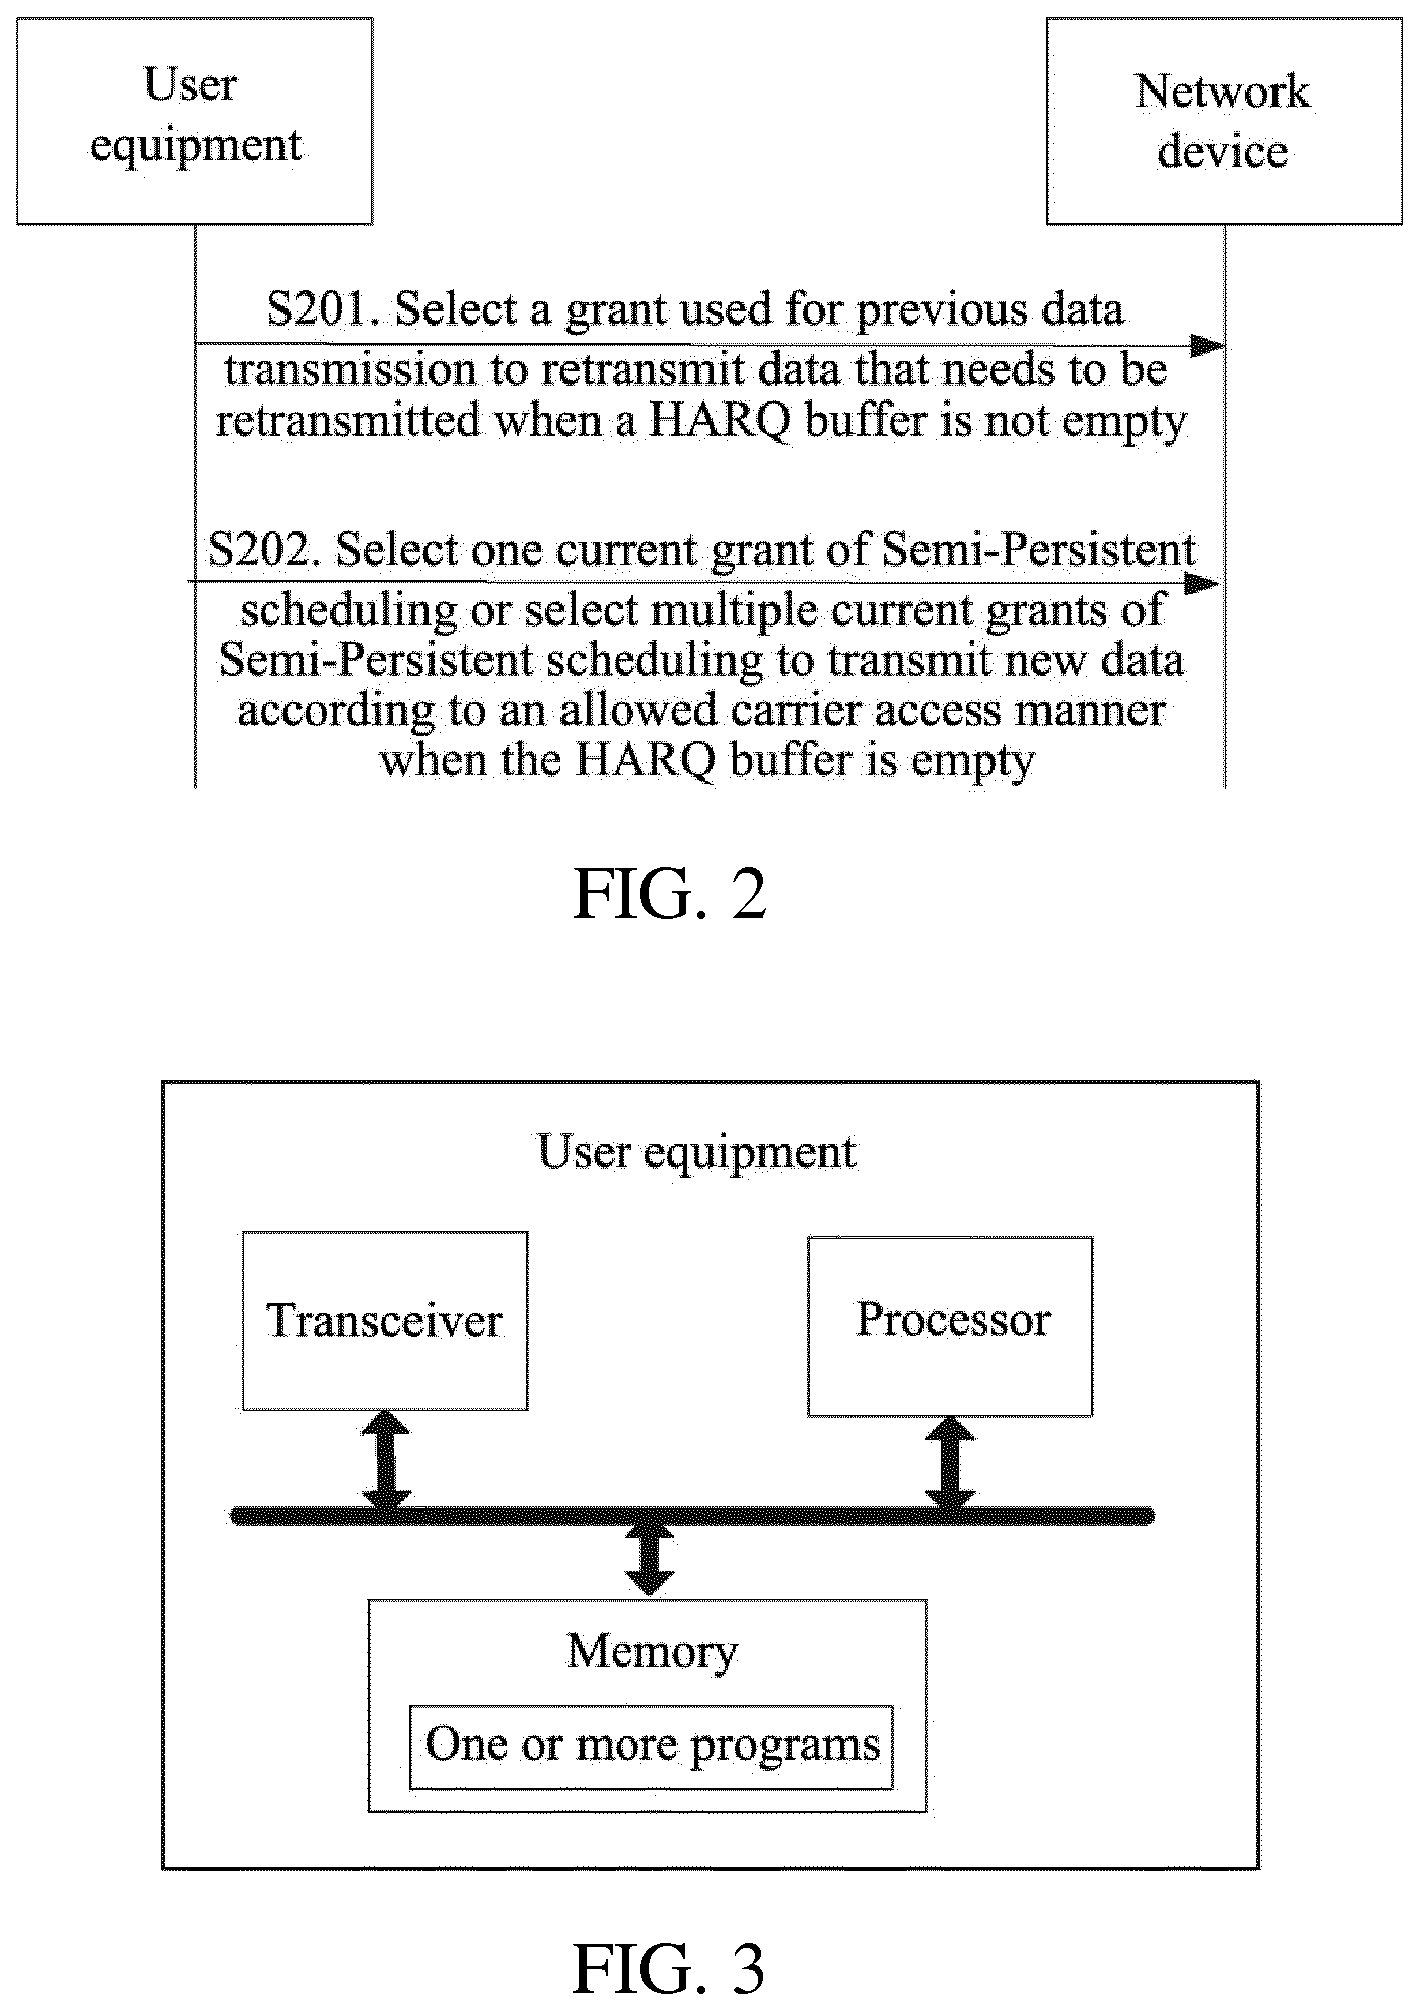 User
equipment
Network
device
S201. Select a grant used for previous data
transmission to retransmit data that needs to be
retransmitted when a HARQ buffer is not empty
S202. Select one current grant of Semi-Persistent
scheduling or select multiple current grants of
Semi-Persistent scheduling to transmit new data
according to an allowed carrier access manner
when the HARQ buffer is empty
FIG. 2
User equipment
Transceiver
Processor
Memory
One or more programs
FIG. 3